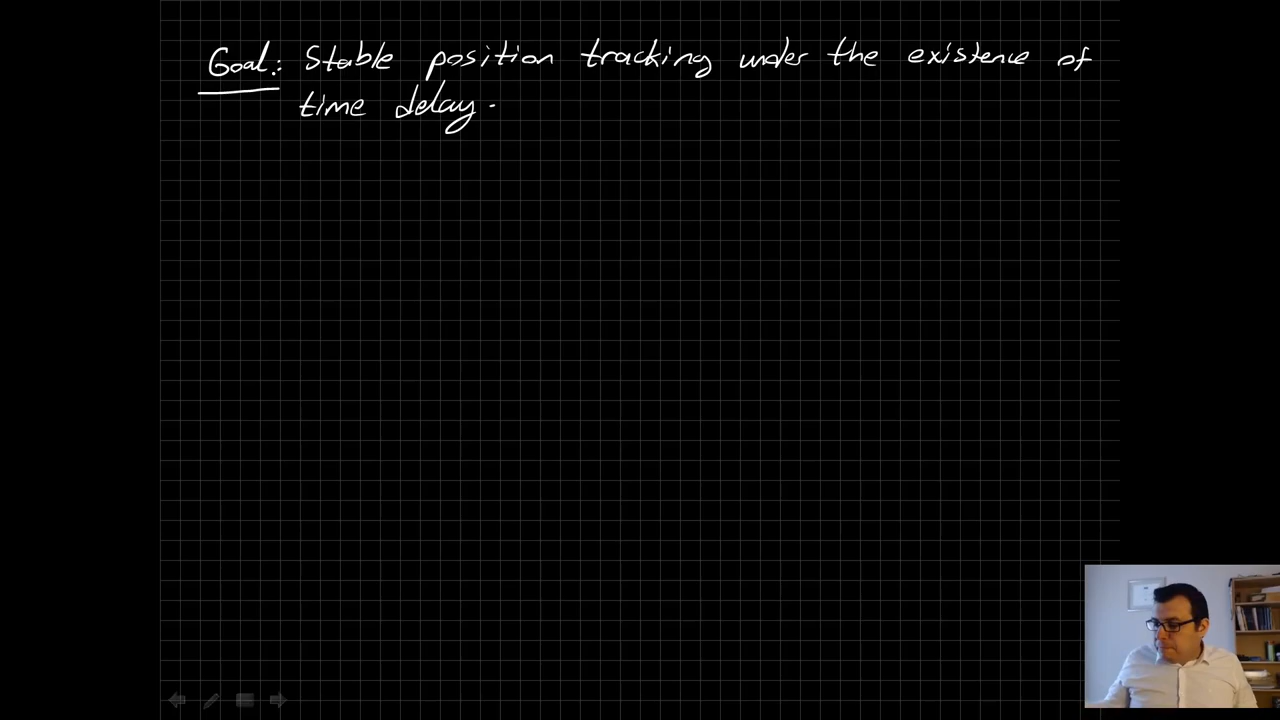 Goal: Stable position tracking under the existence of
time delay.